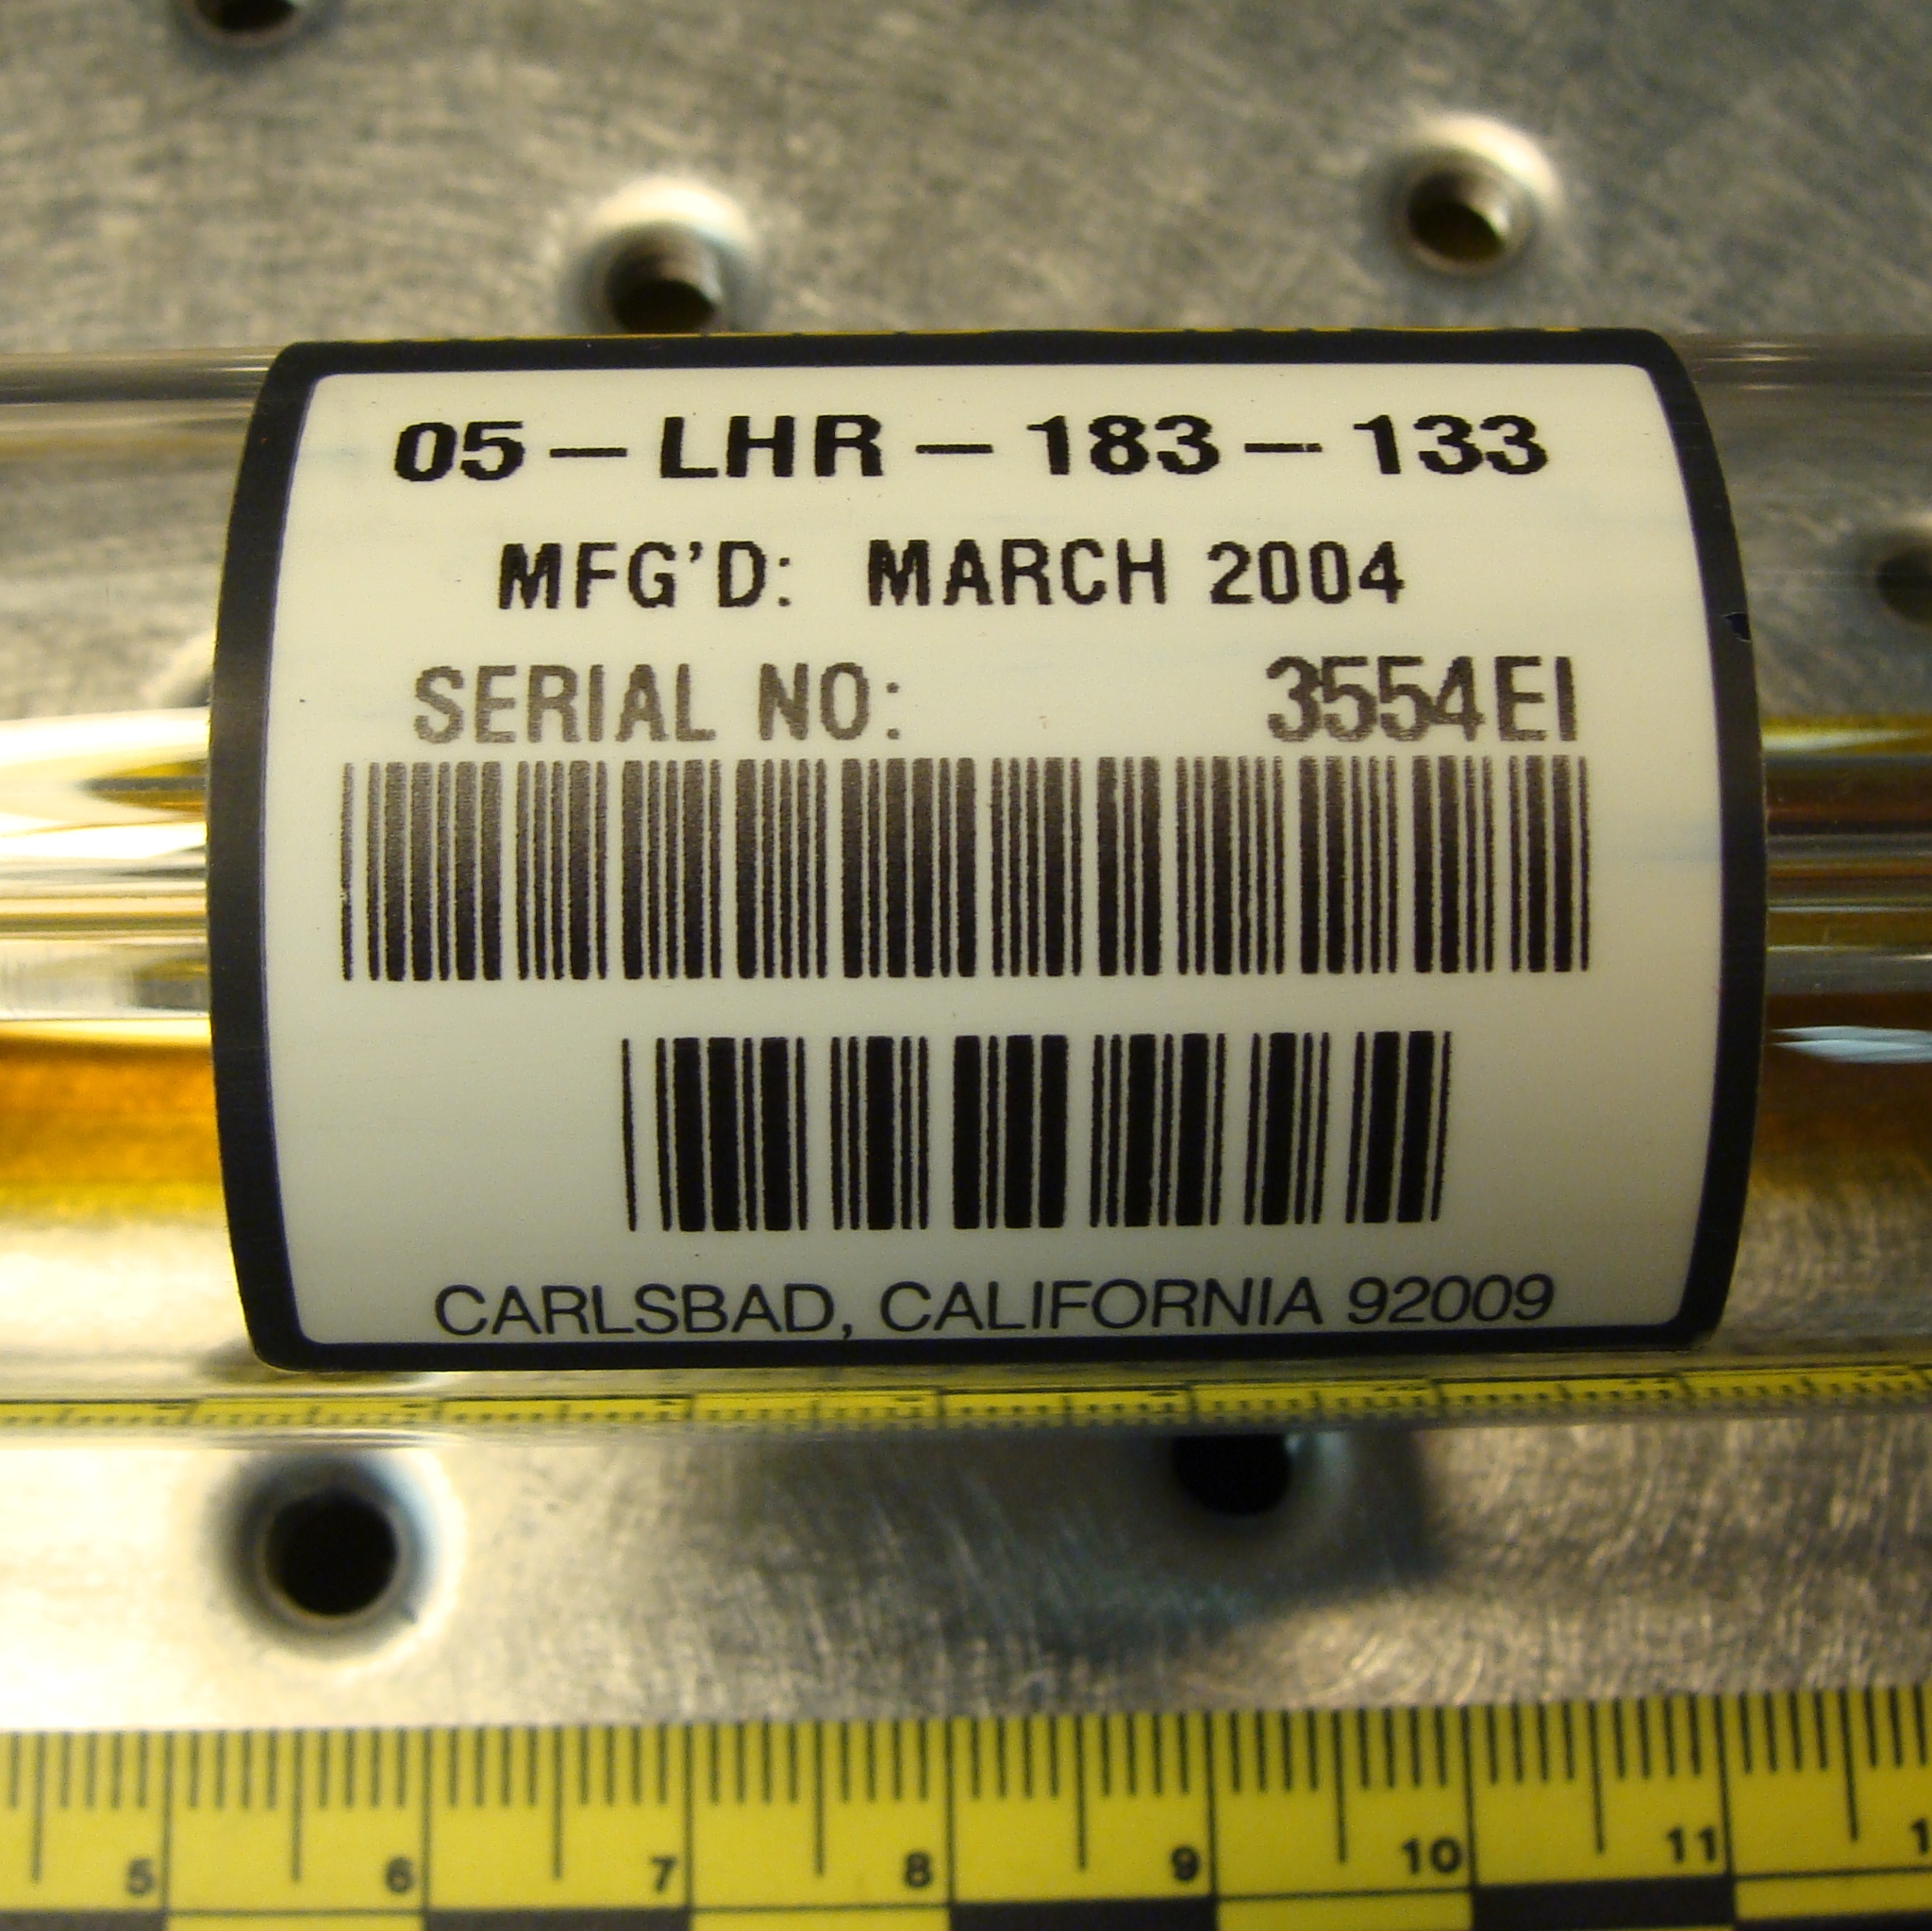 05-LHR-183-133
MFG'D: MARCH 2004
SERIAL NO: 3554EI
CARLSBAD, CALIFORNIA 92009
5 6 7 8 9 10 11